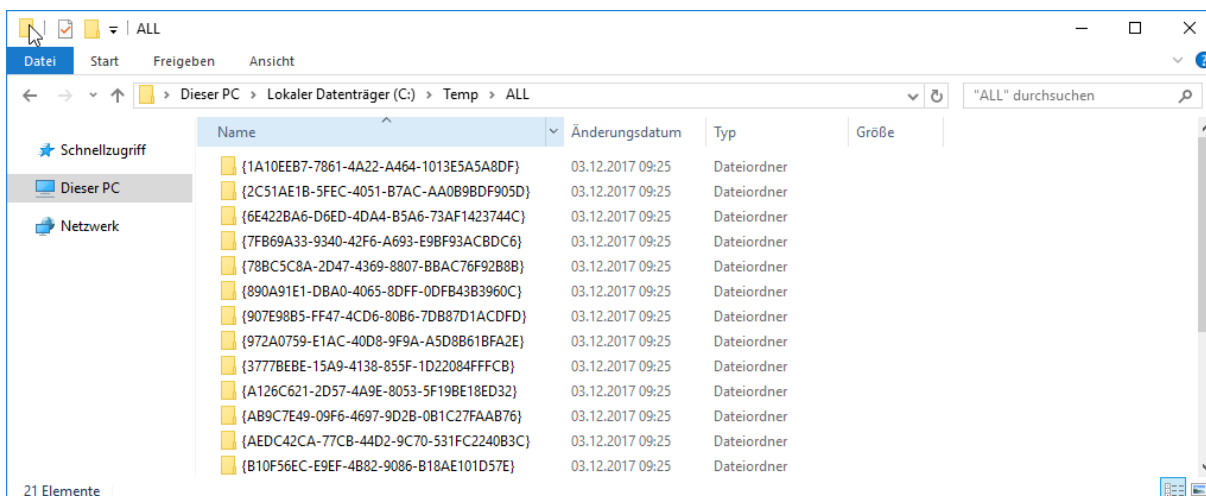 ALL
Datei Start Freigeben Ansicht
Dieser PC > Lokaler Datenträger (C:) > Temp > ALL "ALL" durchsuchen
Schnellzugriff
Dieser PC
Netzwerk
Name Änderungsdatum Typ Größe
{1A10EEB7-7861-4A22-A464-1013E5A5A8DF} 03.12.2017 09:25 Dateiordner
{2C51AE1B-5FEC-4051-B7AC-AA0B9BDF905D} 03.12.2017 09:25 Dateiordner
{6E422BA6-D6ED-4DA4-B5A6-73AF1423744C} 03.12.2017 09:25 Dateiordner
{7FB69A33-9340-42F6-A693-E9BF93ACBDC6} 03.12.2017 09:25 Dateiordner
{78BC5C8A-2D47-4369-8807-BBAC76F92B8B} 03.12.2017 09:25 Dateiordner
{890A91E1-DBA0-4065-8DFF-0DFB43B3960C} 03.12.2017 09:25 Dateiordner
{907E98B5-FF47-4CD6-80B6-7DB87D1ACDFD} 03.12.2017 09:25 Dateiordner
{972A0759-E1AC-40D8-9F9A-A5D8B61BFA2E} 03.12.2017 09:25 Dateiordner
{3777BEBE-15A9-4138-855F-1D22084FFFCB} 03.12.2017 09:25 Dateiordner
{A126C621-2D57-4A9E-8053-5F19BE18ED32} 03.12.2017 09:25 Dateiordner
{AB9C7E49-09F6-4697-9D2B-0B1C27FAAB76} 03.12.2017 09:25 Dateiordner
{AEDC42CA-77CB-44D2-9C70-531FC2240B3C} 03.12.2017 09:25 Dateiordner
{B10F56EC-E9EF-4B82-9086-B18AE101D57E} 03.12.2017 09:25 Dateiordner
21 Elemente